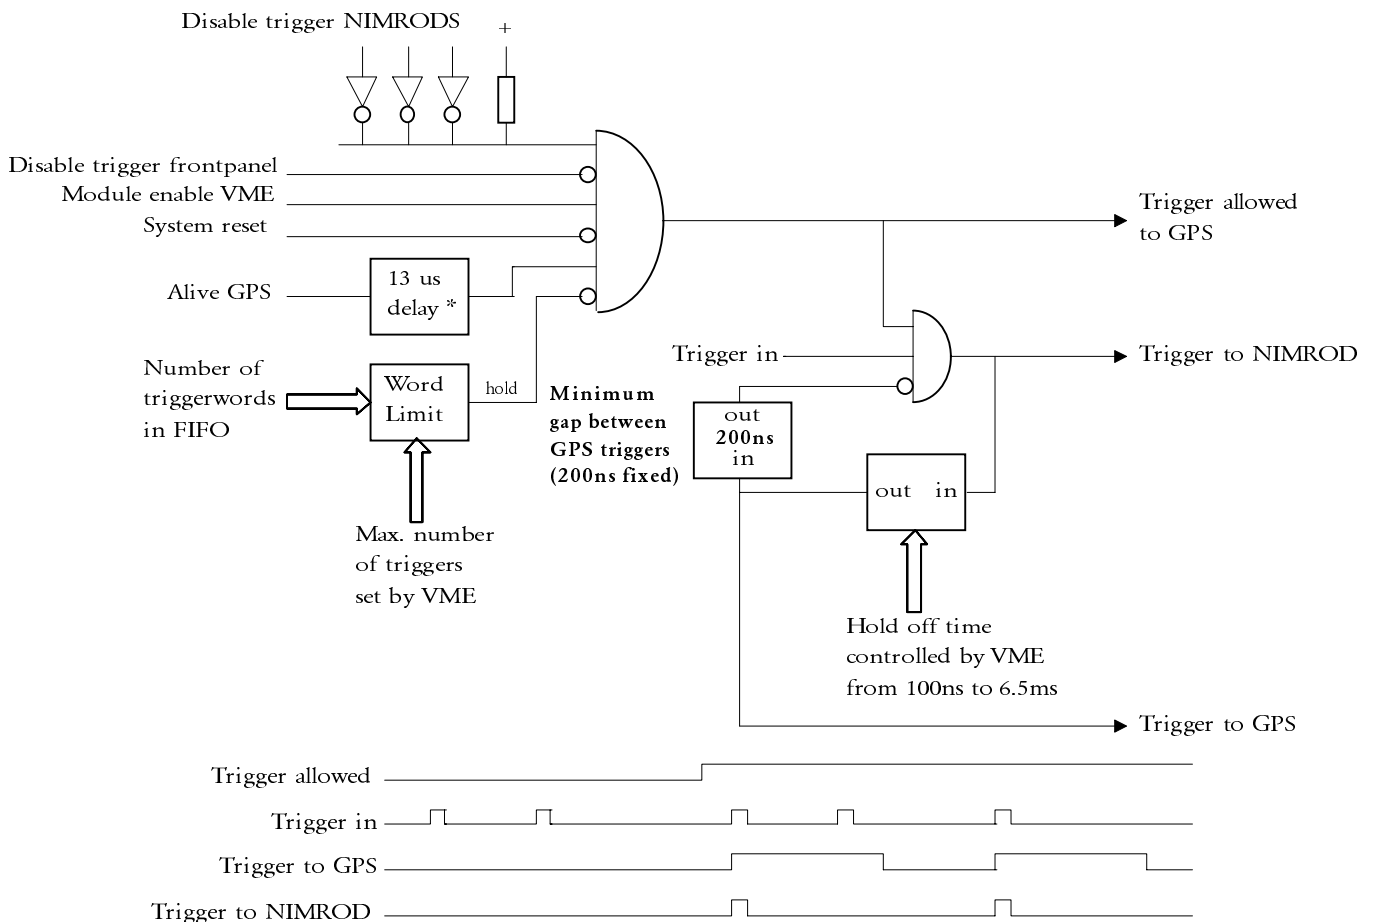 Disable trigger NIMRODS
+
Disable trigger frontpanel
Module enable VME
System reset
Alive GPS
13 us
delay *
Trigger allowed
to GPS
Number of
triggerwords
in FIFO
Word
Limit
hold
Max. number
of triggers
set by VME
Minimum
gap between
GPS triggers
(200ns fixed)
Trigger in
out
200ns
in
Trigger to NIMROD
out in
Hold off time
controlled by VME
from 100ns to 6.5ms
Trigger to GPS
Trigger allowed
Trigger in
Trigger to GPS
Trigger to NIMROD